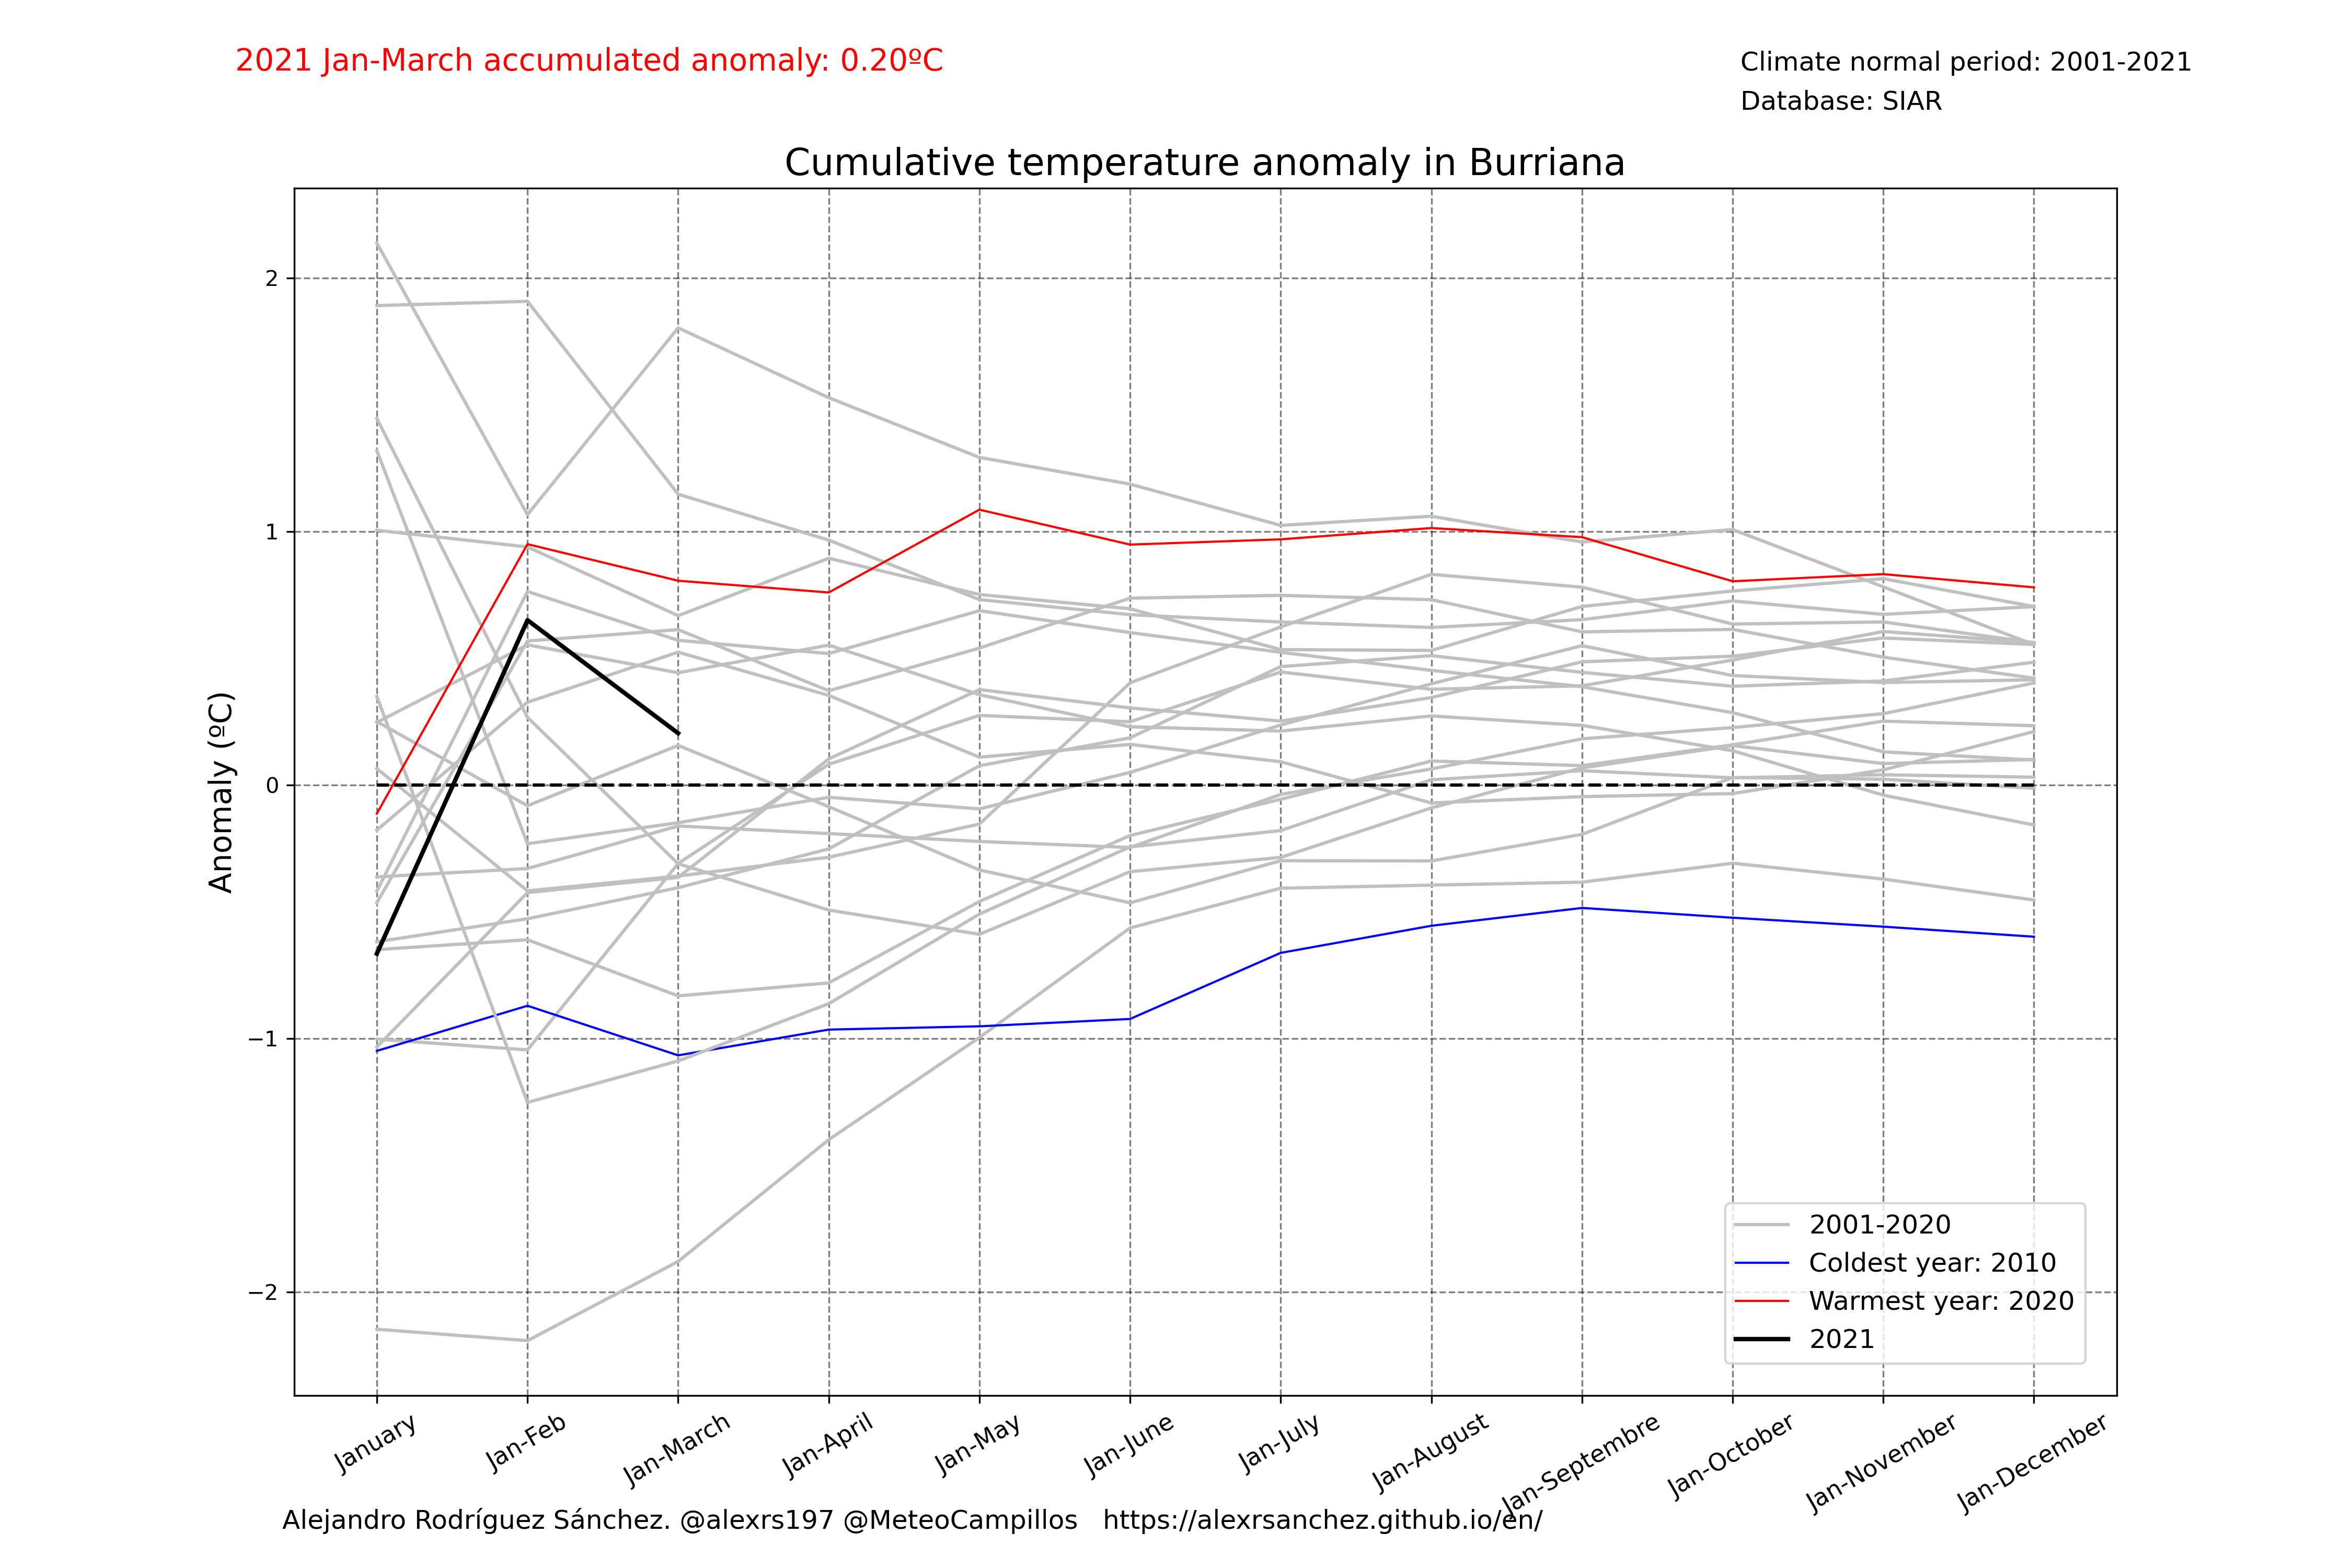 2021 Jan-March accumulated anomaly: 0.20ºC
Climate normal period: 2001-2021
Database: SIAR
Cumulative temperature anomaly in Burriana
Anomaly (ºC)
2
1
0
−1
−2
2001-2020
Coldest year: 2010
Warmest year: 2020
2021
January
Jan-Feb
Jan-March
Jan-April
Jan-May
Jan-June
Jan-July
Jan-August
Jan-Septembre
Jan-October
Jan-November
Jan-December
Alejandro Rodríguez Sánchez. @alexrs197 @MeteoCampillos https://alexrsanchez.github.io/en/